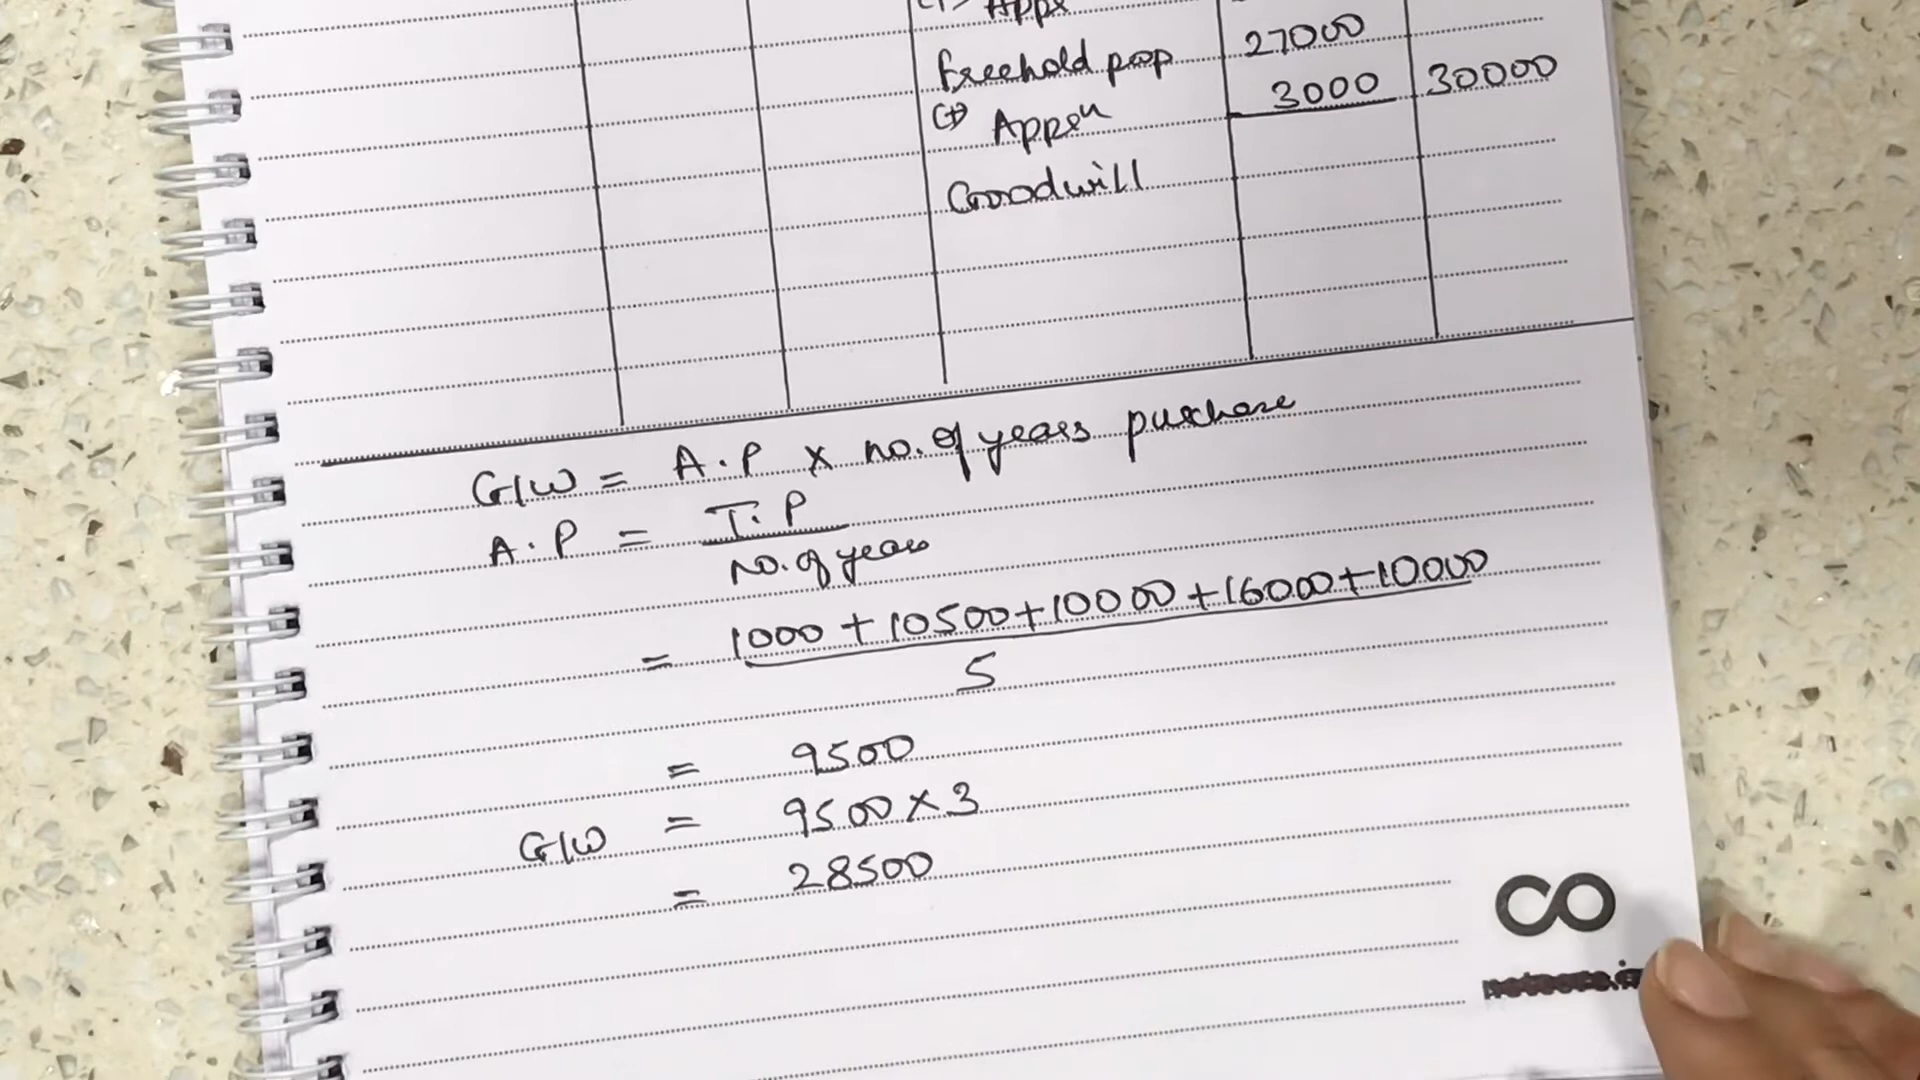 Freehold prop 27000
(+) Appsn 3000 30000
Goodwill
G/W = A.P x no. of years purchase
A.P = T.P
No. of years
= 1000 + 10500 + 10000 + 16000 + 10000
5
= 9500
G/W = 9500 x 3
= 28500